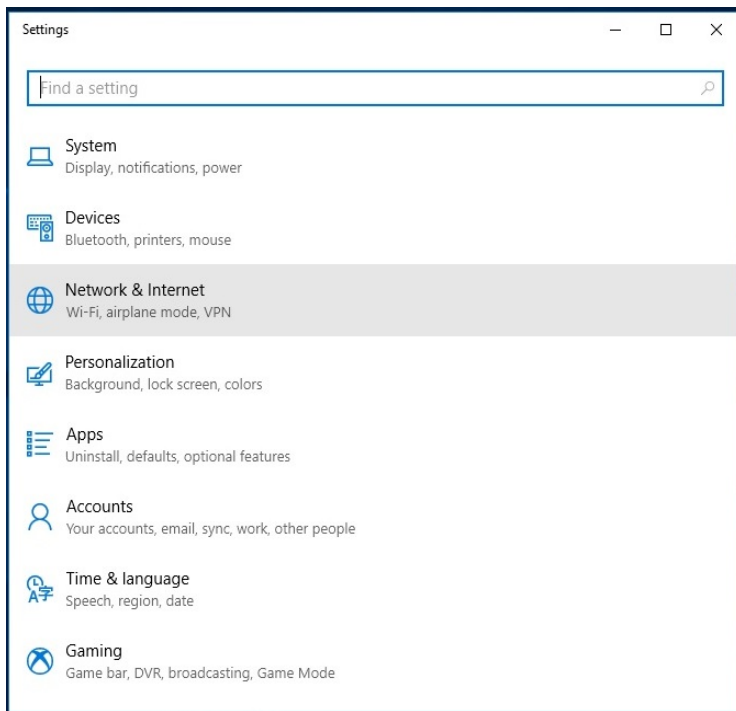 Settings
Find a setting
System
Display, notifications, power
Devices
Bluetooth, printers, mouse
Network & Internet
Wi-Fi, airplane mode, VPN
Personalization
Background, lock screen, colors
Apps
Uninstall, defaults, optional features
Accounts
Your accounts, email, sync, work, other people
Time & language
Speech, region, date
Gaming
Game bar, DVR, broadcasting, Game Mode